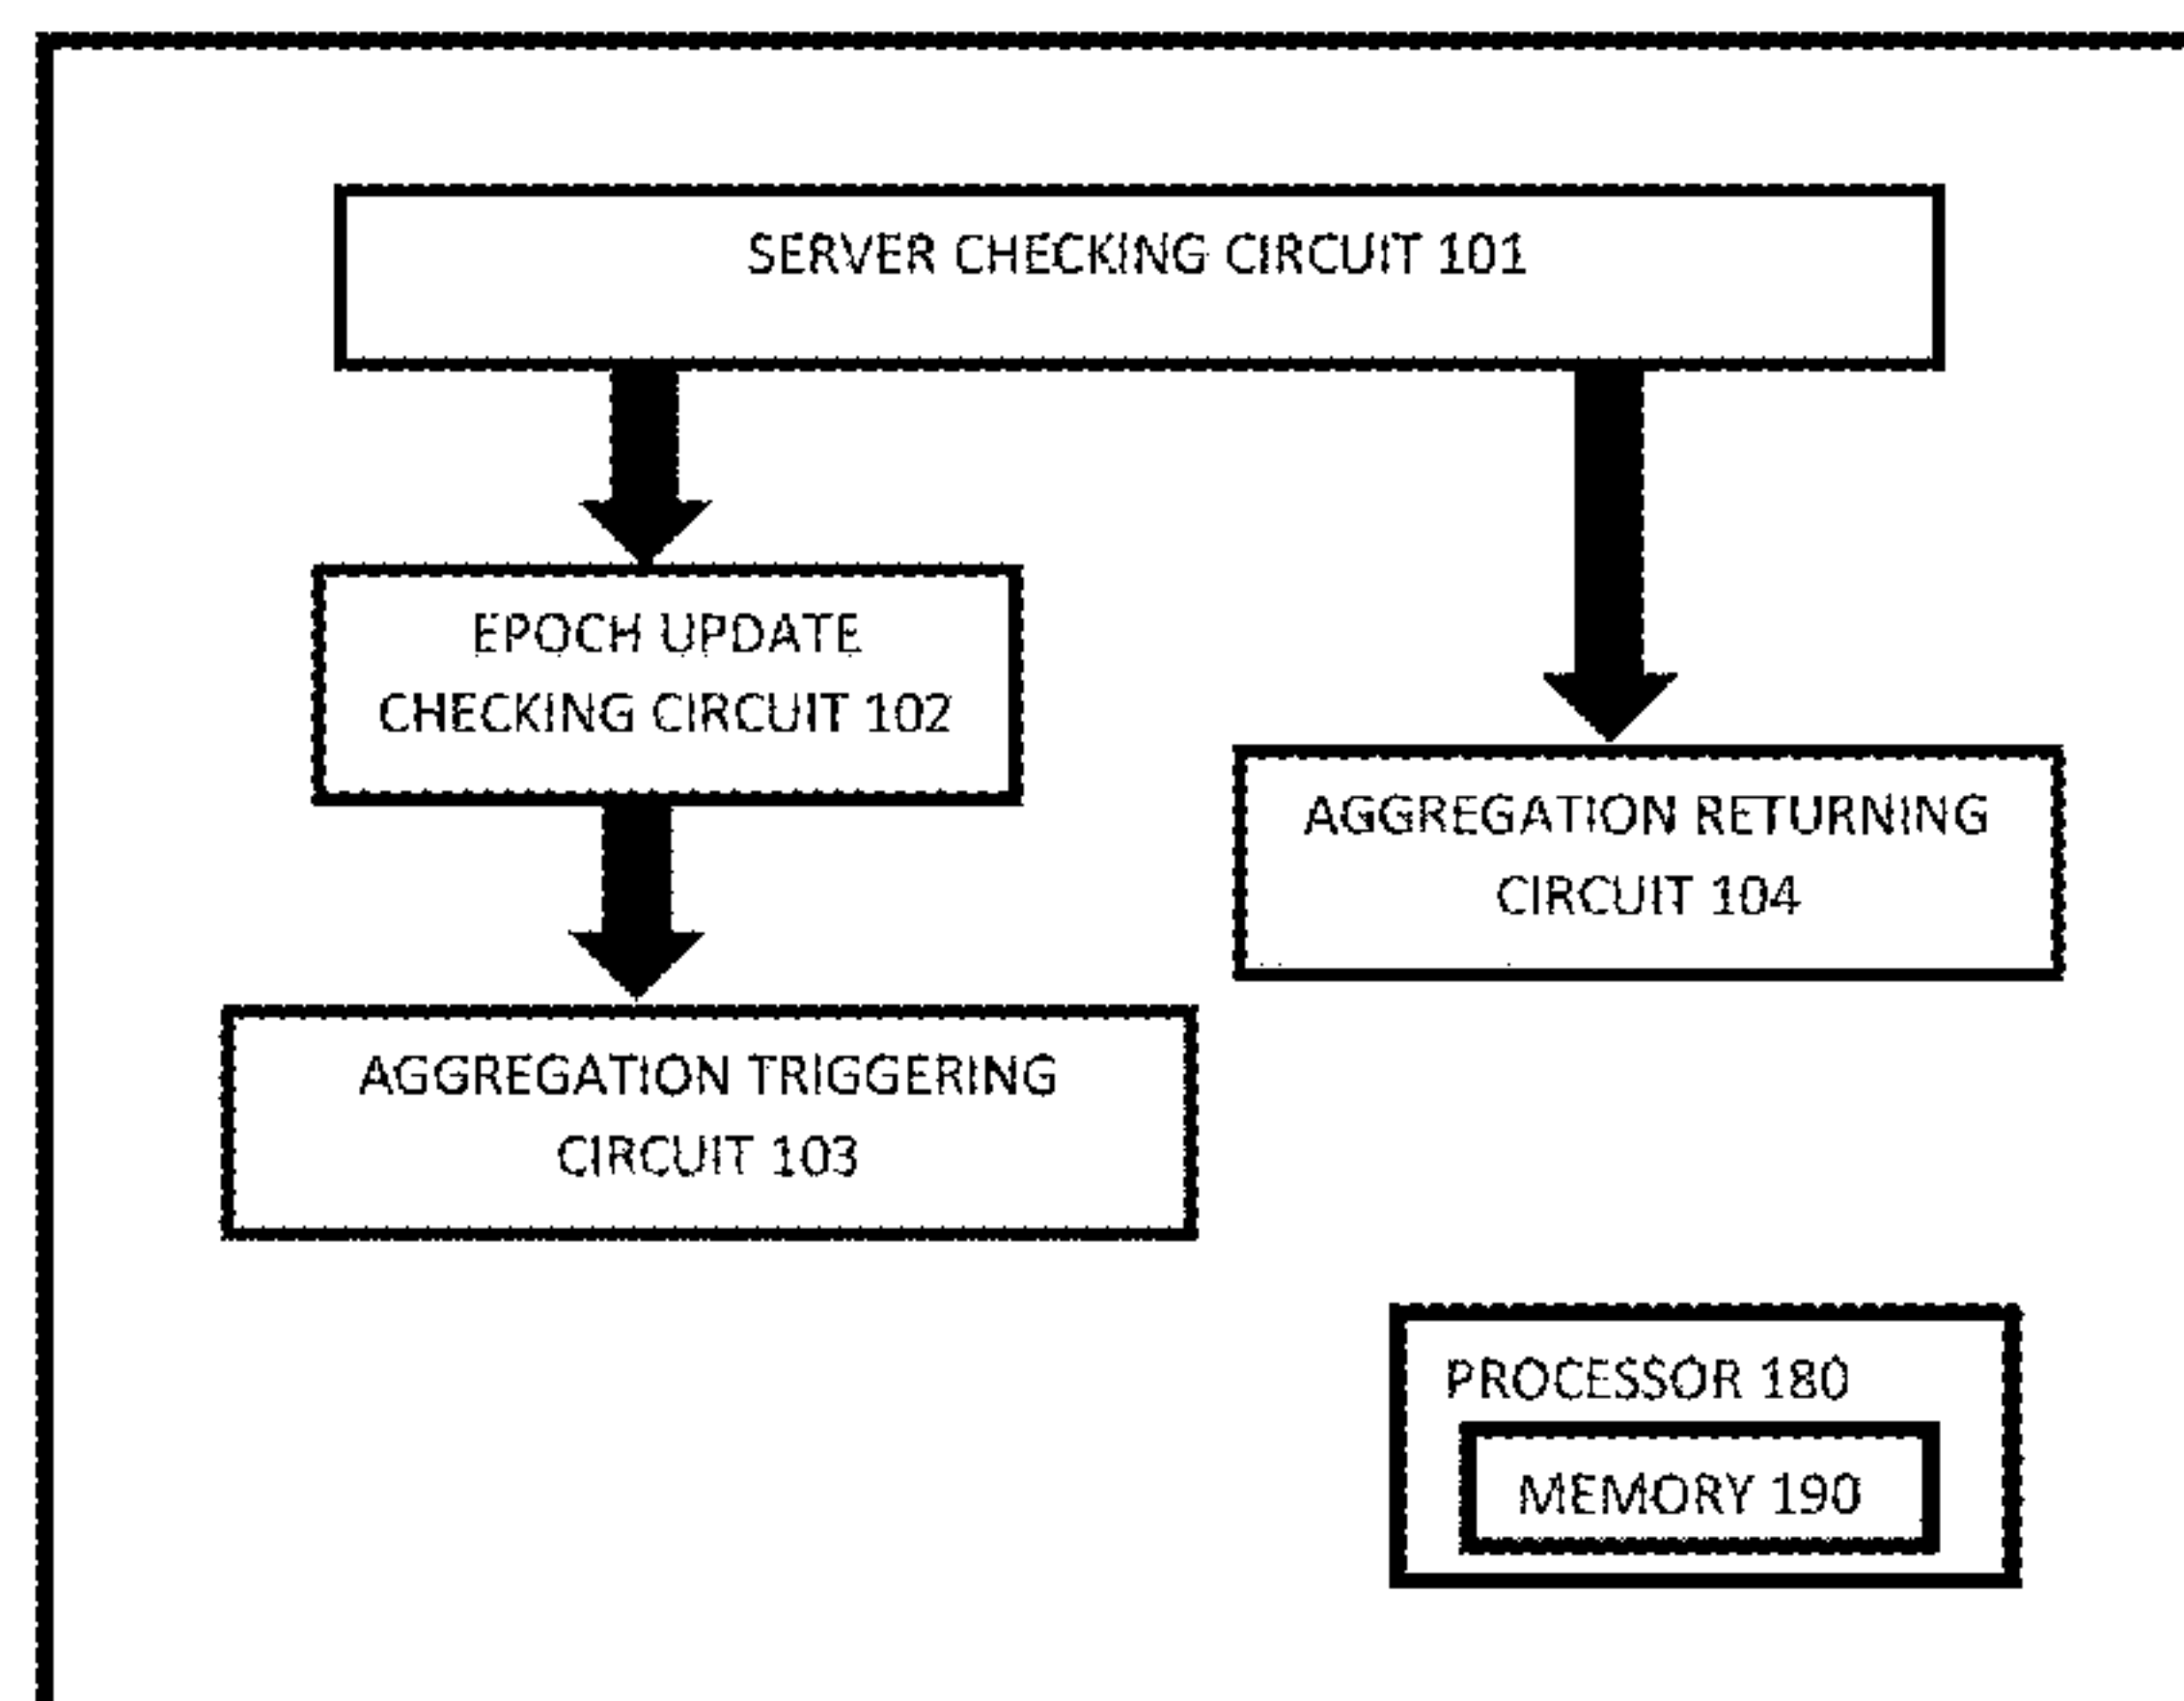 SERVER CHECKING CIRCUIT 101
EPOCH UPDATE
CHECKING CIRCUIT 102
AGGREGATION RETURNING
CIRCUIT 104
AGGREGATION TRIGGERING
CIRCUIT 103
PROCESSOR 180
MEMORY 190